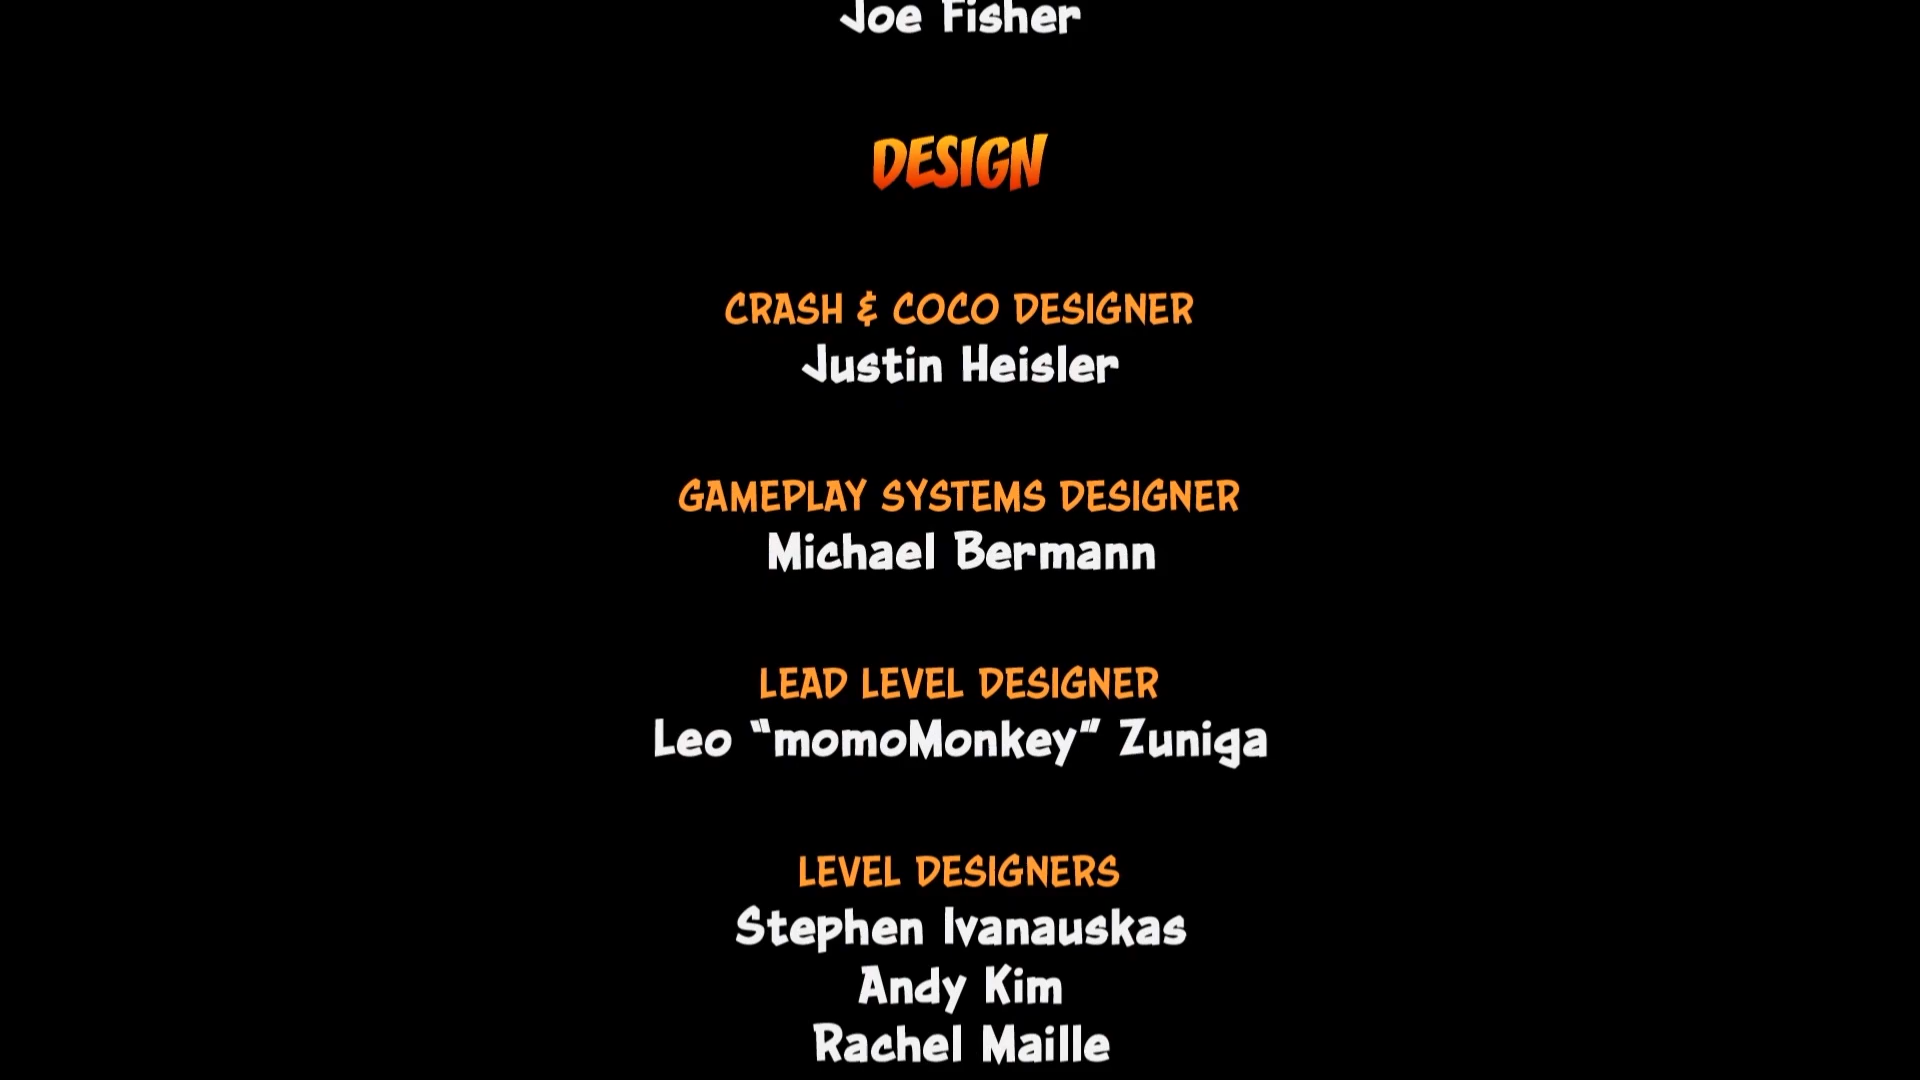 Joe Fisher
DESIGN
CRASH & COCO DESIGNER
Justin Heisler
GAMEPLAY SYSTEMS DESIGNER
Michael Bermann
LEAD LEVEL DESIGNER
Leo “momoMonkey” Zuniga
LEVEL DESIGNERS
Stephen Ivanauskas
Andy Kim
Rachel Maille